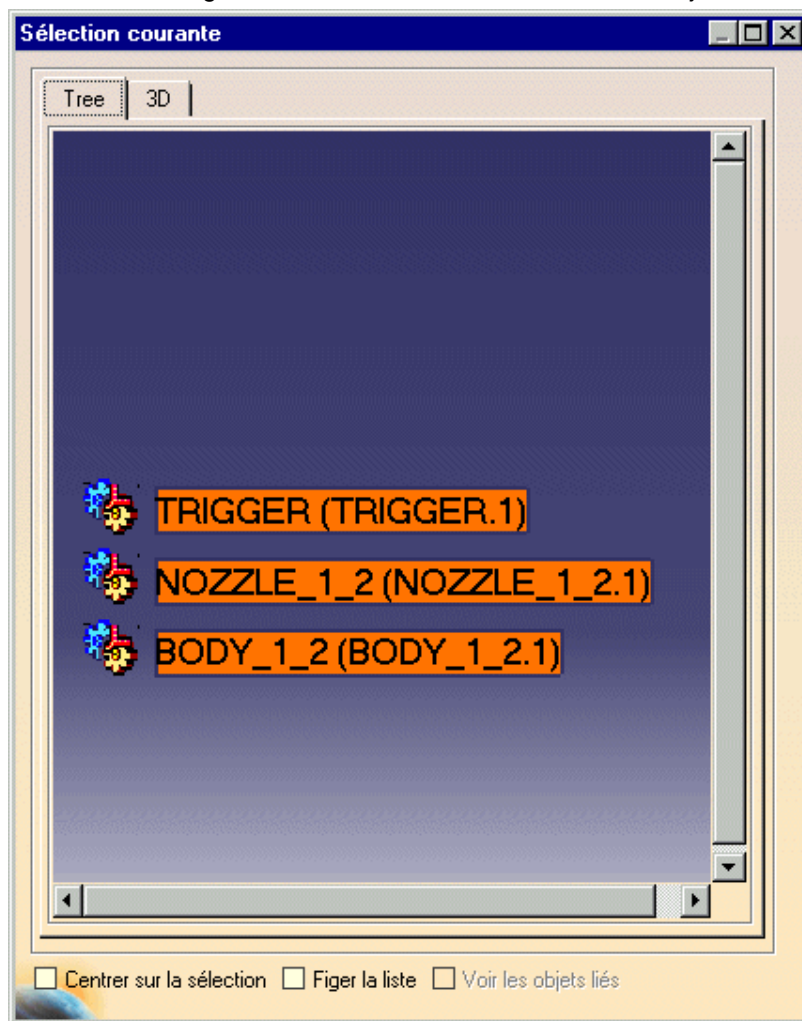 Sélection courante
Tree 3D
TRIGGER (TRIGGER.1)
NOZZLE_1_2 (NOZZLE_1_2.1)
BODY_1_2 (BODY_1_2.1)
Centrer sur la sélection Figer la liste Voir les objets liés